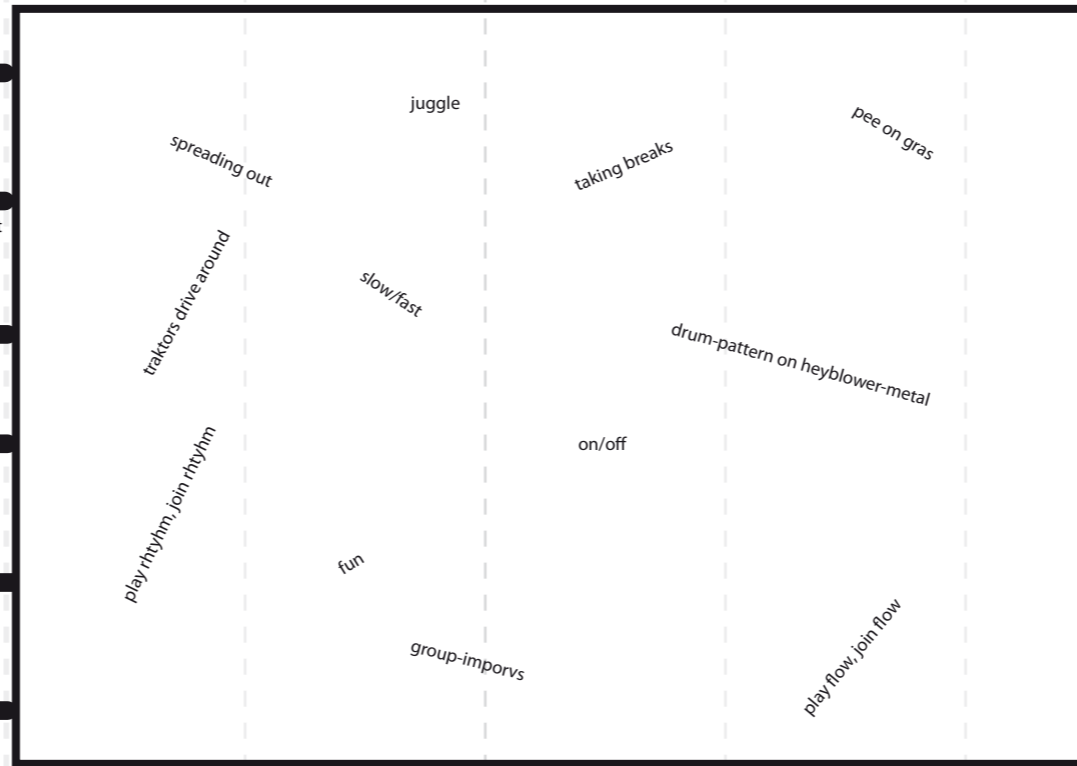 juggle
pee on gras
spreading out
taking breaks
traktors drive around
slow/fast
drum-pattern on heyblower-metal
on/off
play rhtyhm, join rhtyhm
fun
group-imporvs
play flow, join flow